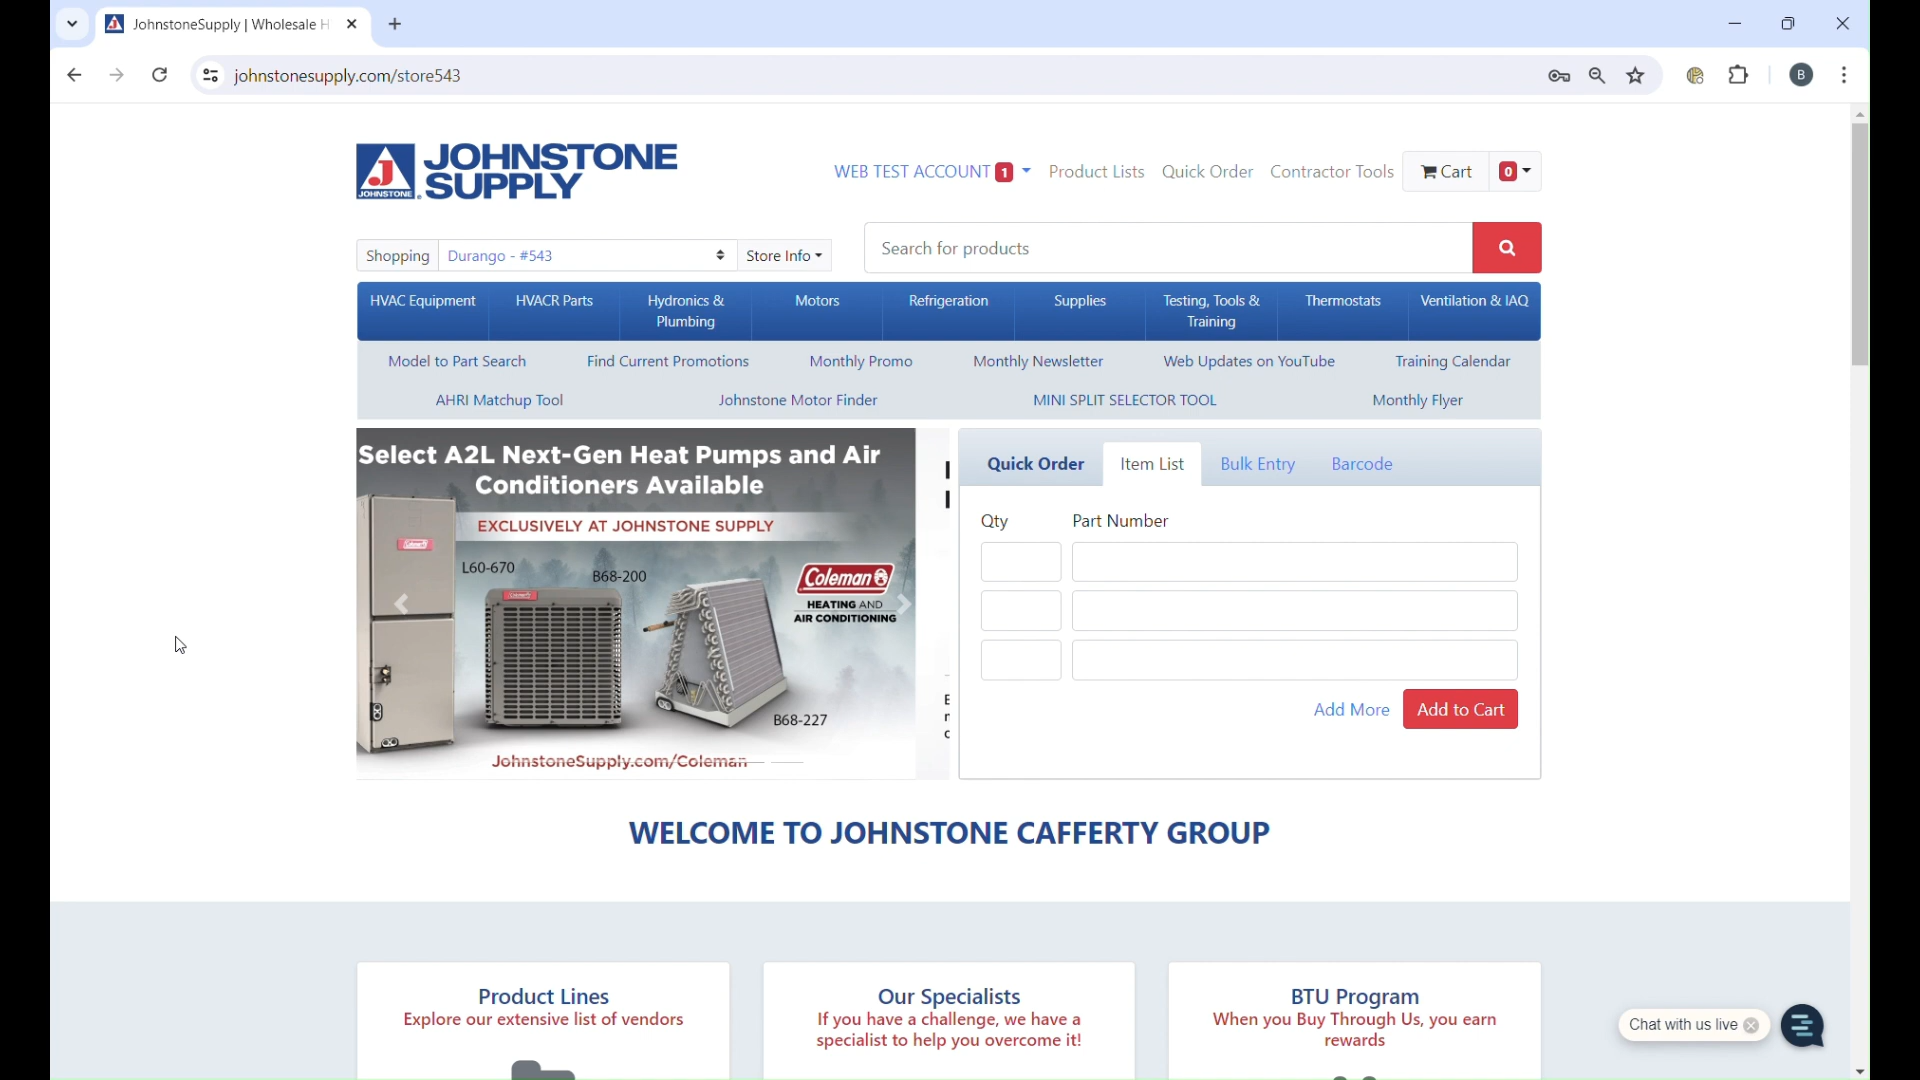 JohnstoneSupply | Wholesale H
johnstonesupply.com/store543
B
JOHNSTONE
SUPPLY
JOHNSTONE
WEB TEST ACCOUNT 1
Product Lists
Quick Order
Contractor Tools
Cart
0
Shopping
Durango - #543
Store Info
Search for products
HVAC Equipment
HVACR Parts
Hydronics &
Plumbing
Motors
Refrigeration
Supplies
Testing, Tools &
Training
Thermostats
Ventilation & IAQ
Model to Part Search
Find Current Promotions
Monthly Promo
Monthly Newsletter
Web Updates on YouTube
Training Calendar
AHRI Matchup Tool
Johnstone Motor Finder
MINI SPLIT SELECTOR TOOL
Monthly Flyer
Select A2L Next-Gen Heat Pumps and Air
Conditioners Available
EXCLUSIVELY AT JOHNSTONE SUPPLY
L60-670
B68-200
Coleman
HEATING AND
AIR CONDITIONING
B68-227
JohnstoneSupply.com/Coleman
Quick Order
Item List
Bulk Entry
Barcode
Qty
Part Number
Add More
Add to Cart
WELCOME TO JOHNSTONE CAFFERTY GROUP
Product Lines
Explore our extensive list of vendors
Our Specialists
If you have a challenge, we have a
specialist to help you overcome it!
BTU Program
When you Buy Through Us, you earn
rewards
Chat with us live